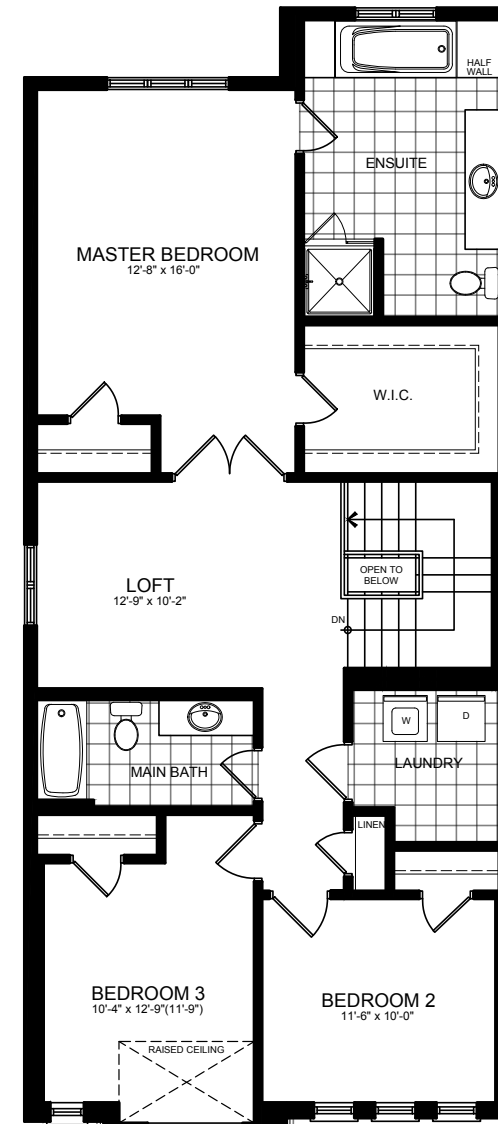 HALF
WALL
ENSUITE
MASTER BEDROOM
12'-8" x 16'-0"
W.I.C.
LOFT
12'-9" x 10'-2"
OPEN TO
BELOW
DN
W
D
MAIN BATH
LAUNDRY
LINEN
BEDROOM 3
10'-4" x 12'-9"(11'-9")
BEDROOM 2
11'-6" x 10'-0"
RAISED CEILING